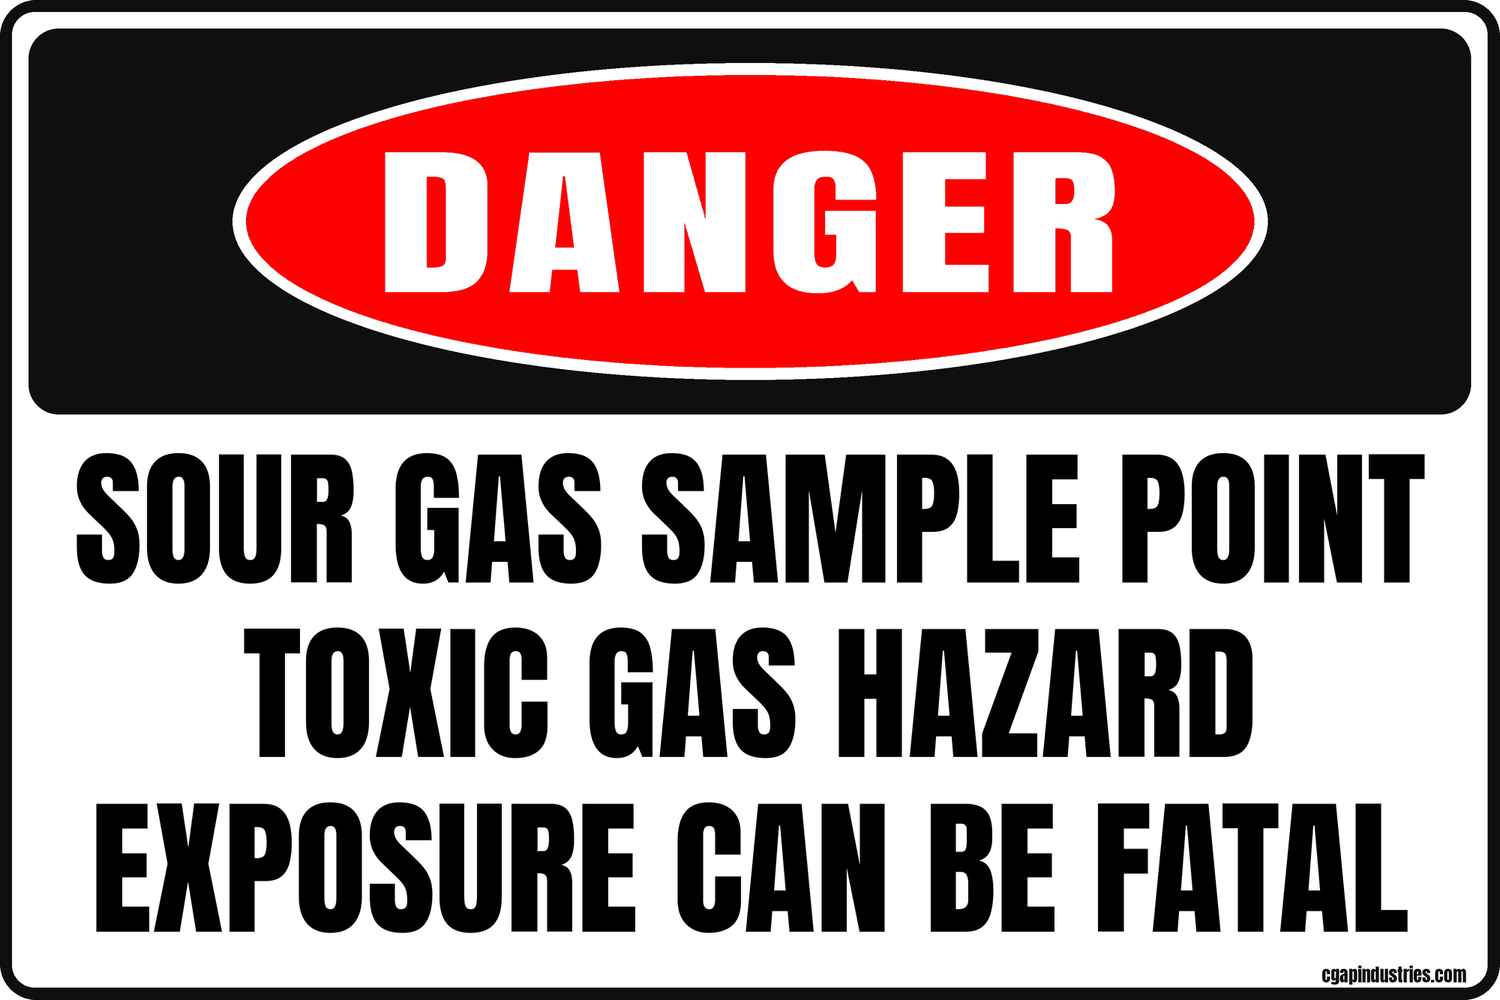 DANGER
SOUR GAS SAMPLE POINT
TOXIC GAS HAZARD
EXPOSURE CAN BE FATAL
cgapindustries.com